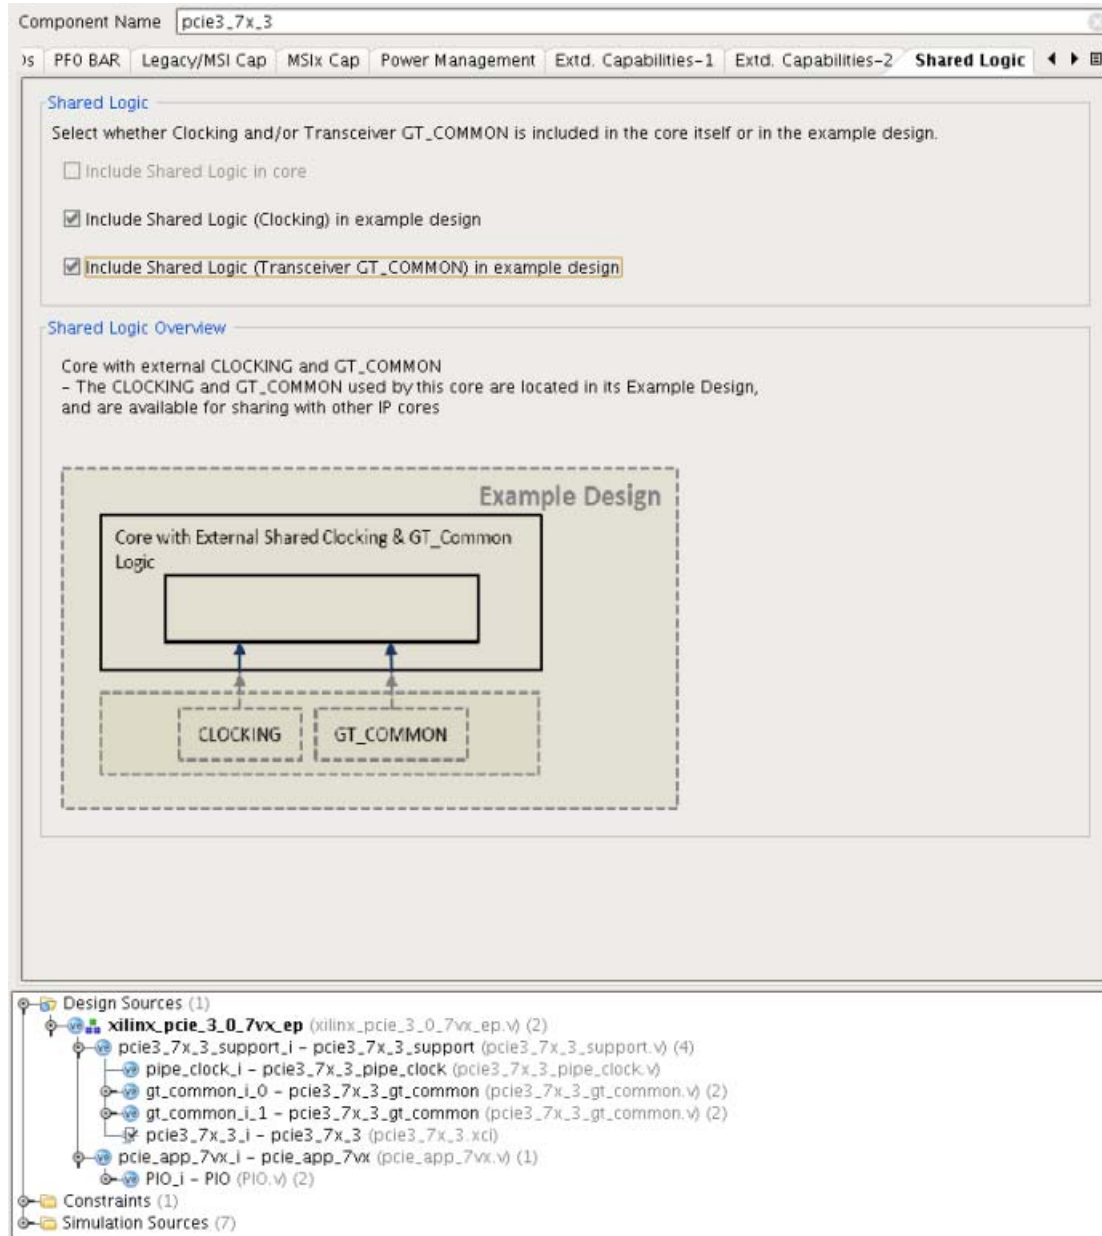 Component Name pcie3_7x_3
)s PF0 BAR Legacy/MSI Cap MSIx Cap Power Management Extd. Capabilities-1 Extd. Capabilities-2 Shared Logic
Shared Logic
Select whether Clocking and/or Transceiver GT_COMMON is included in the core itself or in the example design.
Include Shared Logic in core
Include Shared Logic (Clocking) in example design
Include Shared Logic (Transceiver GT_COMMON) in example design
Shared Logic Overview
Core with external CLOCKING and GT_COMMON
- The CLOCKING and GT_COMMON used by this core are located in its Example Design,
and are available for sharing with other IP cores
Example Design
Core with External Shared Clocking & GT_Common
Logic
CLOCKING GT_COMMON
Design Sources (1)
xilinx_pcie_3_0_7vx_ep (xilinx_pcie_3_0_7vx_ep.v) (2)
pcie3_7x_3_support_i - pcie3_7x_3_support (pcie3_7x_3_support.v) (4)
pipe_clock_i - pcie3_7x_3_pipe_clock (pcie3_7x_3_pipe_clock.v)
gt_common_i_0 - pcie3_7x_3_gt_common (pcie3_7x_3_gt_common.v) (2)
gt_common_i_1 - pcie3_7x_3_gt_common (pcie3_7x_3_gt_common.v) (2)
pcie3_7x_3_i - pcie3_7x_3 (pcie3_7x_3.xci)
pcie_app_7vx_i - pcie_app_7vx (pcie_app_7vx.v) (1)
PIO_i - PIO (PIO.v) (2)
Constraints (1)
Simulation Sources (7)